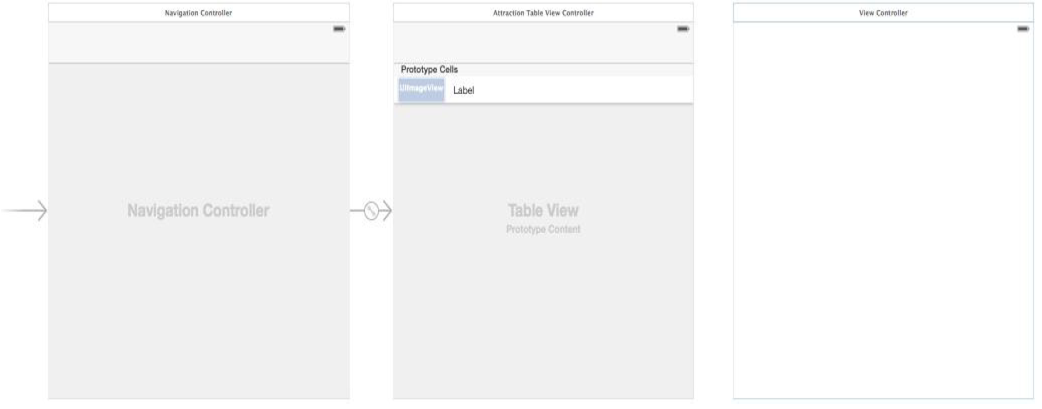 Navigation Controller
Attraction Table View Controller
View Controller
Prototype Cells
UIImageView
Label
Navigation Controller
Table View
Prototype Content